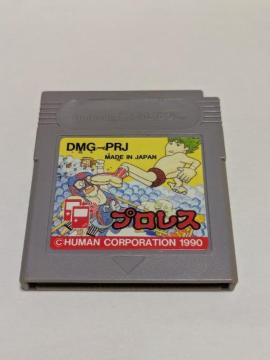 DMG-PRJ
MADE IN JAPAN
プロレス
©HUMAN CORPORATION 1990